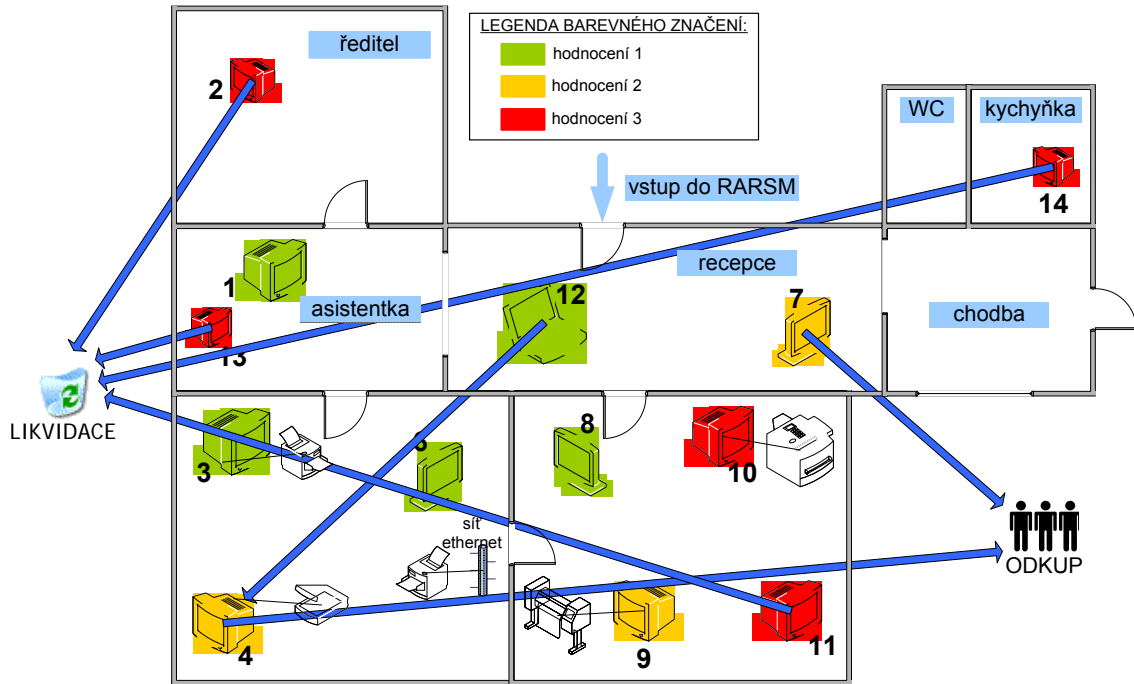 LEGENDA BAREVNÉHO ZNAČENÍ:
hodnocení 1
hodnocení 2
hodnocení 3
ředitel
2
WC
kychyňka
14
vstup do RARSM
recepce
1
asistentka
12
7
chodba
13
LIKVIDACE
3
6
8
10
síť
ethernet
ODKUP
4
9
11